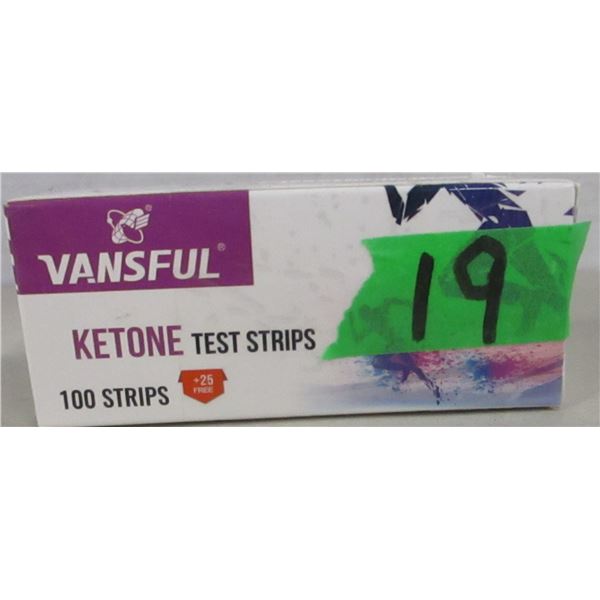 VANSFUL®
19
KETONE TEST STRIPS
100 STRIPS
+25
FREE